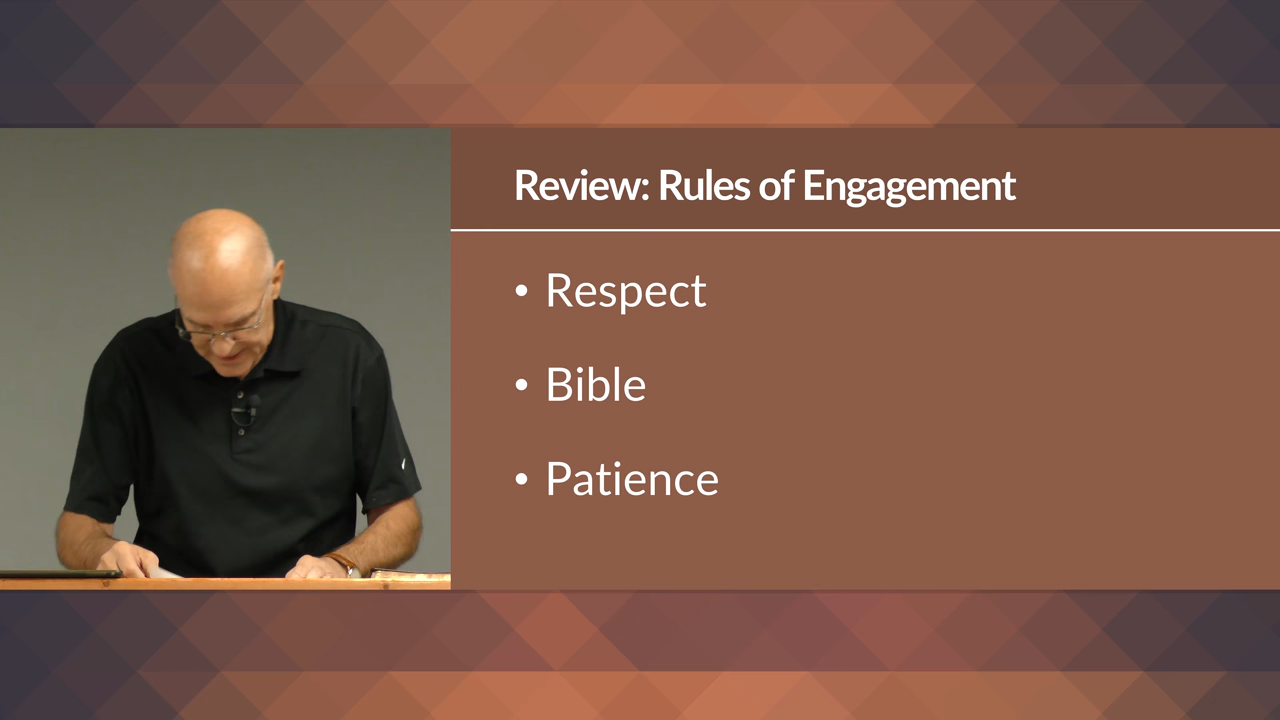 Review: Rules of Engagement
• Respect
• Bible
• Patience